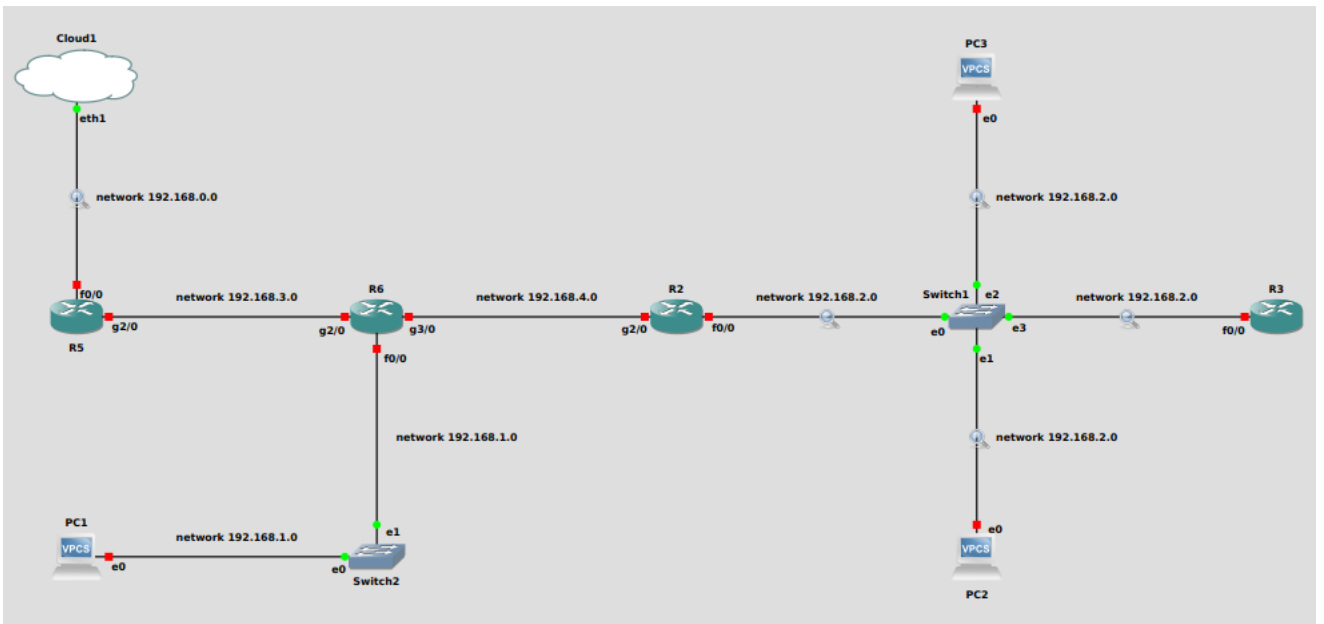 Cloud1
PC3
VPCS
eth1
e0
network 192.168.0.0
network 192.168.2.0
f0/0
network 192.168.3.0
R6
network 192.168.4.0
R2
network 192.168.2.0
Switch1
e2
network 192.168.2.0
R3
g2/0
g2/0
g3/0
g2/0
f0/0
e0
e3
f0/0
R5
f0/0
e1
network 192.168.1.0
network 192.168.2.0
PC1
e1
e0
network 192.168.1.0
VPCS
VPCS
e0
e0
Switch2
PC2